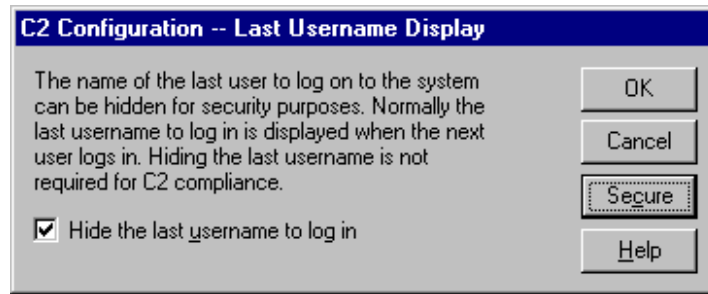 C2 Configuration -- Last Username Display
The name of the last user to log on to the system
can be hidden for security purposes. Normally the
last username to log in is displayed when the next
user logs in. Hiding the last username is not
required for C2 compliance.
Hide the last username to log in
OK
Cancel
Secure
Help